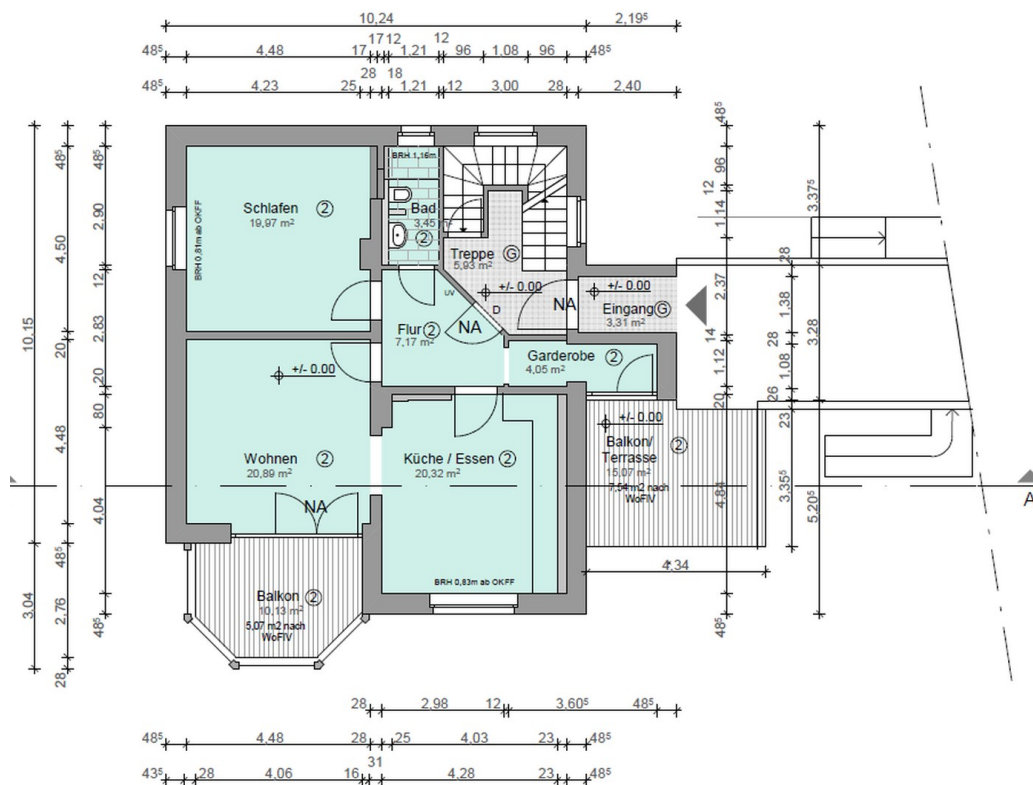 10,24
2,19⁵
17 12
12
48⁵ 4,48 17 1,21 96 1,08 96 48⁵
28 18
48⁵ 4,23 25 1,21 12 3,00 28 2,40
BRH 1,16m
Schlafen ②
19,97 m²
BRH 0,81m ab OKFF
Bad
3,45 m²
②
Treppe Ⓖ
5,93 m²
+/- 0.00
D
UV
NA
+/- 0.00
Eingang Ⓖ
3,31 m²
Flur ②
7,17 m²
NA
Garderobe ②
4,05 m²
+/- 0.00
Wohnen ②
20,89 m²
NA
Küche / Essen ②
20,32 m²
BRH 0,83m ab OKFF
+/- 0.00
Balkon/ ②
Terrasse
15,07 m²
7,54 m2 nach
WoFlV
Balkon ②
10,13 m²
5,07 m2 nach
WoFlV
A
4,34
10,15
3,04
48⁵
4,50
20
4,48
48⁵
2,76
28
48⁵
2,90
12
2,83
20
80
4,04
48⁵
48⁵
96
12
1,14
2,37
14
1,12
20
4,84
48⁵
28
1,38
28
1,08
26
23
3,35⁵
3,37⁵
3,28
5,20⁵
28 2,98 12 3,60⁵ 48⁵
48⁵ 4,48 28 25 4,03 23 48⁵
31
43⁵ 28 4,06 16 4,28 23 48⁵